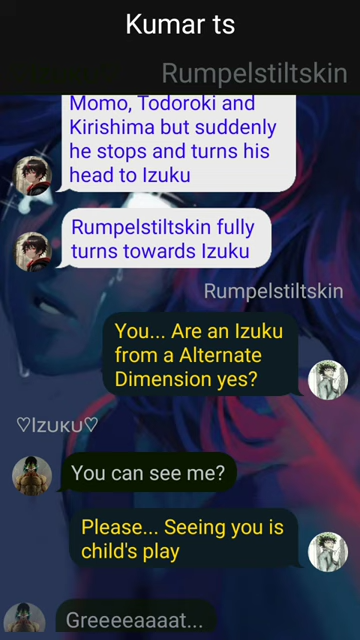 Kumar ts
Rumpelstiltskin
Momo, Todoroki and
Kirishima but suddenly
he stops and turns his
head to Izuku
Rumpelstiltskin fully
turns towards Izuku
Rumpelstiltskin
You... Are an Izuku
from a Alternate
Dimension yes?
♡Iᴢᴜᴋᴜ♡
You can see me?
Please... Seeing you is
child's play
Greeeeaaaat...